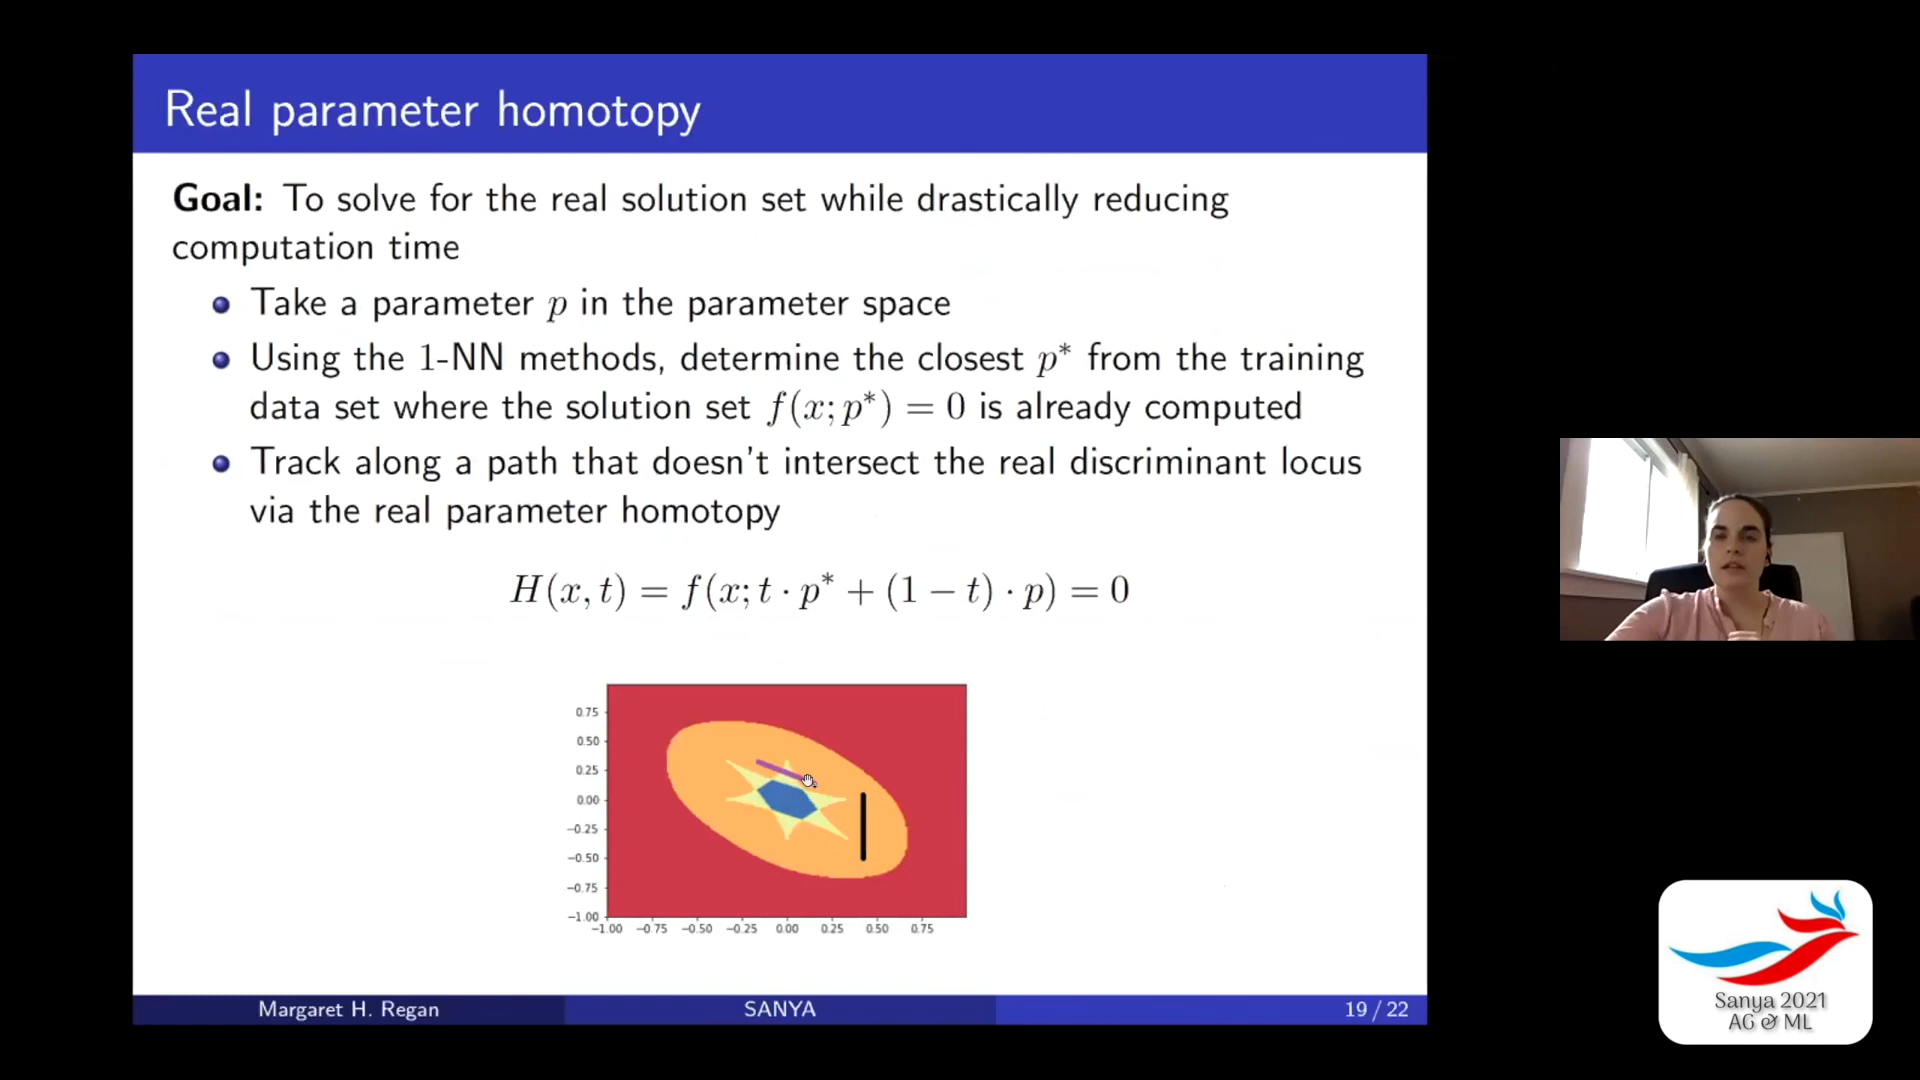 Real parameter homotopy
Goal: To solve for the real solution set while drastically reducing
computation time
Take a parameter p in the parameter space
Using the 1-NN methods, determine the closest p* from the training
data set where the solution set f(x; p*) = 0 is already computed
Track along a path that doesn't intersect the real discriminant locus
via the real parameter homotopy
H(x, t) = f(x; t · p* + (1 − t) · p) = 0
0.75
0.50
0.25
0.00
−0.25
−0.50
−0.75
−1.00
−1.00 −0.75 −0.50 −0.25 0.00 0.25 0.50 0.75
Margaret H. Regan SANYA 19 / 22
Sanya 2021
AG & ML